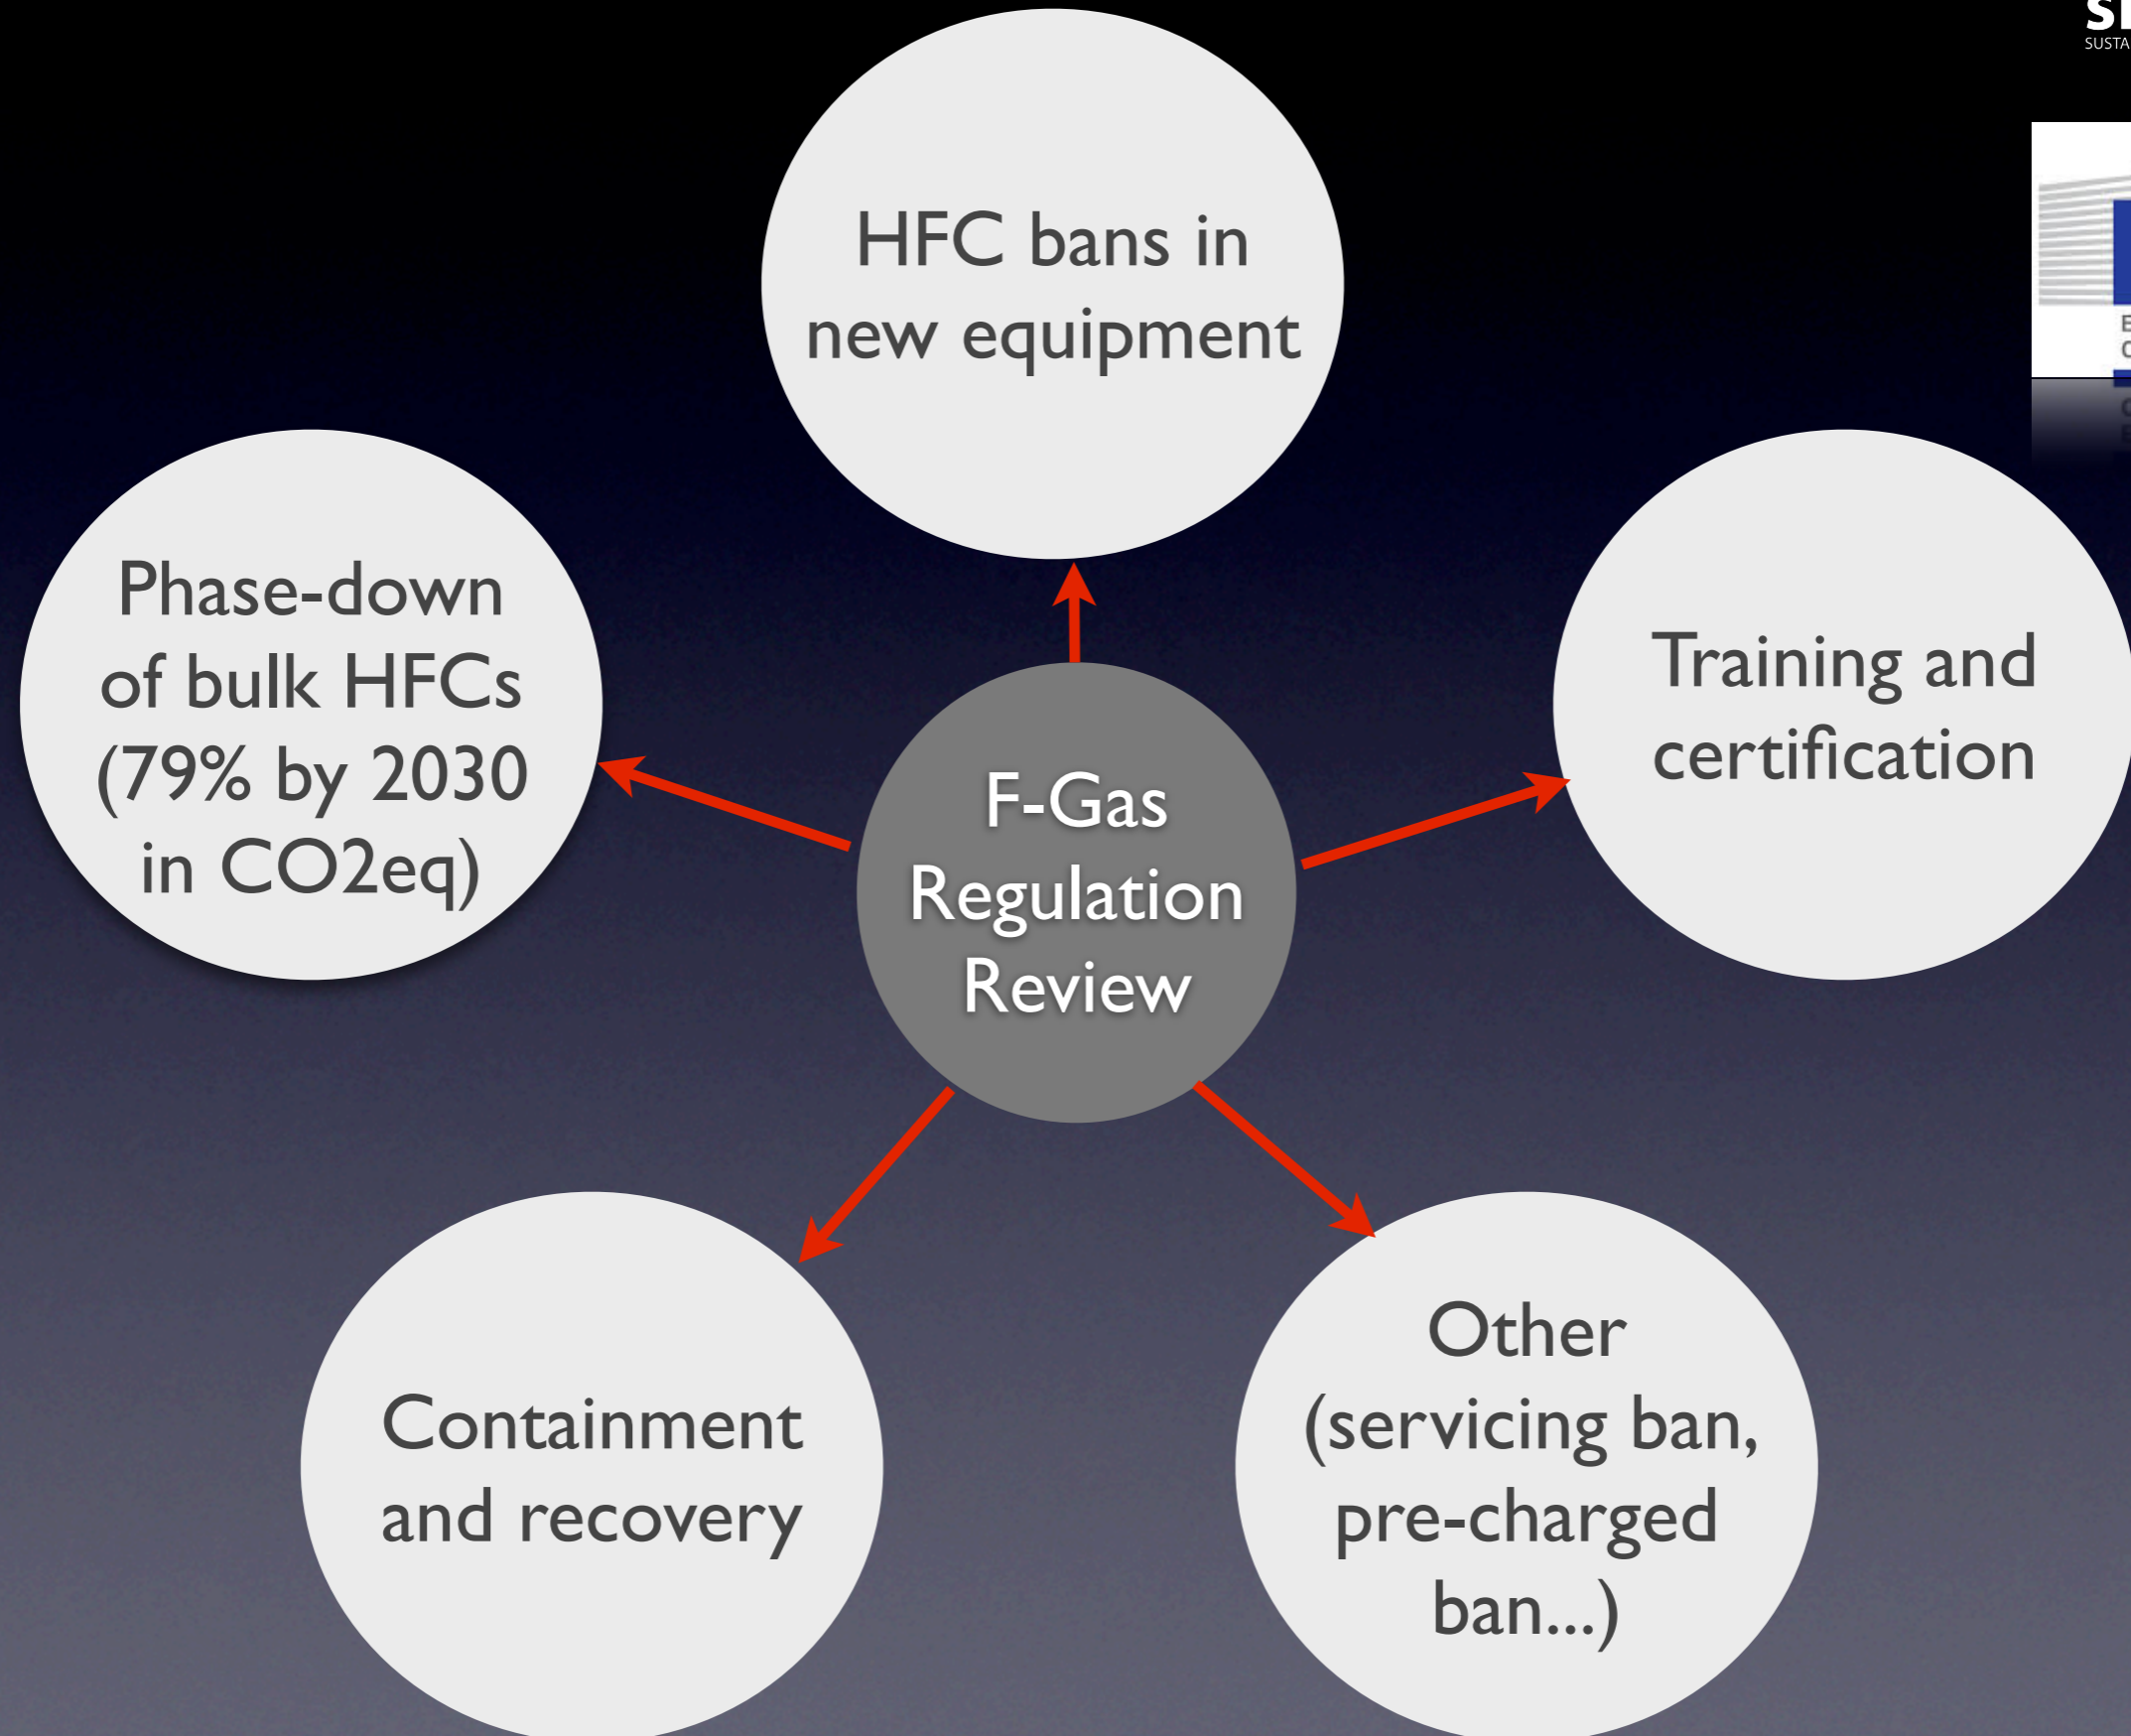 HFC bans in
new equipment
Phase-down
of bulk HFCs
(79% by 2030
in CO2eq)
Training and
certification
F-Gas
Regulation
Review
Containment
and recovery
Other
(servicing ban,
pre-charged
ban...)